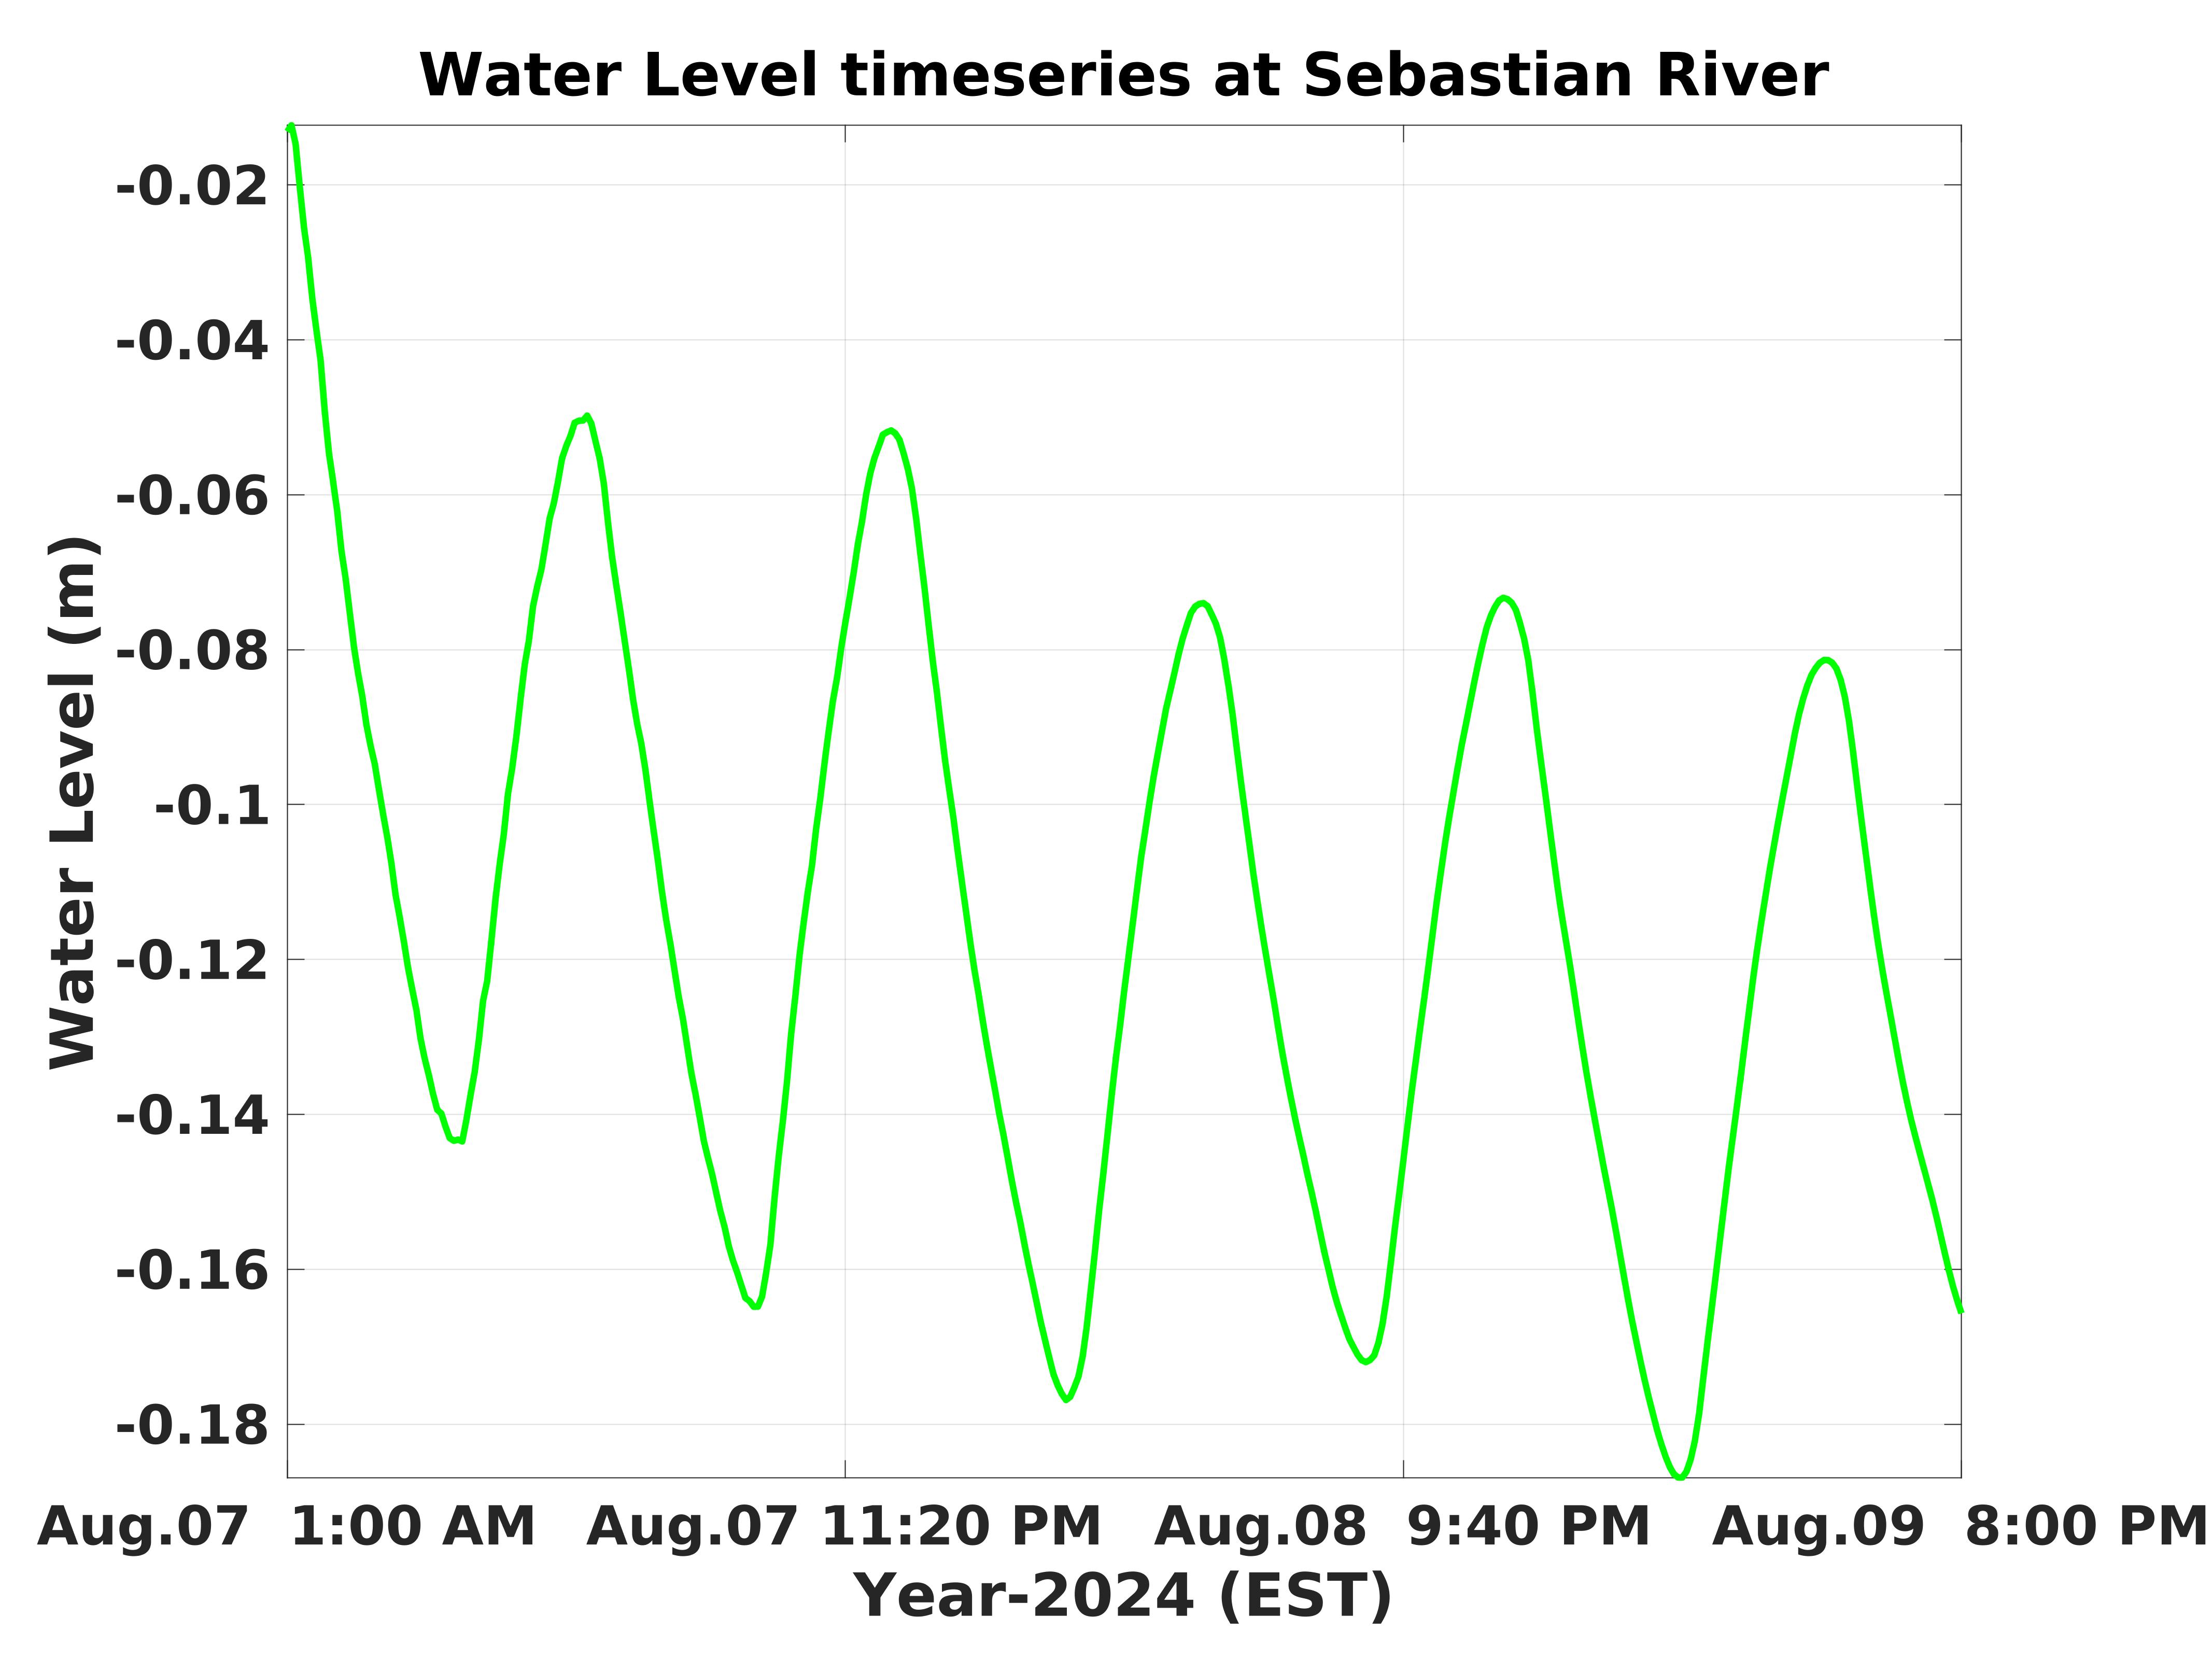 Water Level timeseries at Sebastian River
Water Level (m)
-0.02
-0.04
-0.06
-0.08
-0.1
-0.12
-0.14
-0.16
-0.18
Aug.07 1:00 AM Aug.07 11:20 PM Aug.08 9:40 PM Aug.09 8:00 PM
Year-2024 (EST)